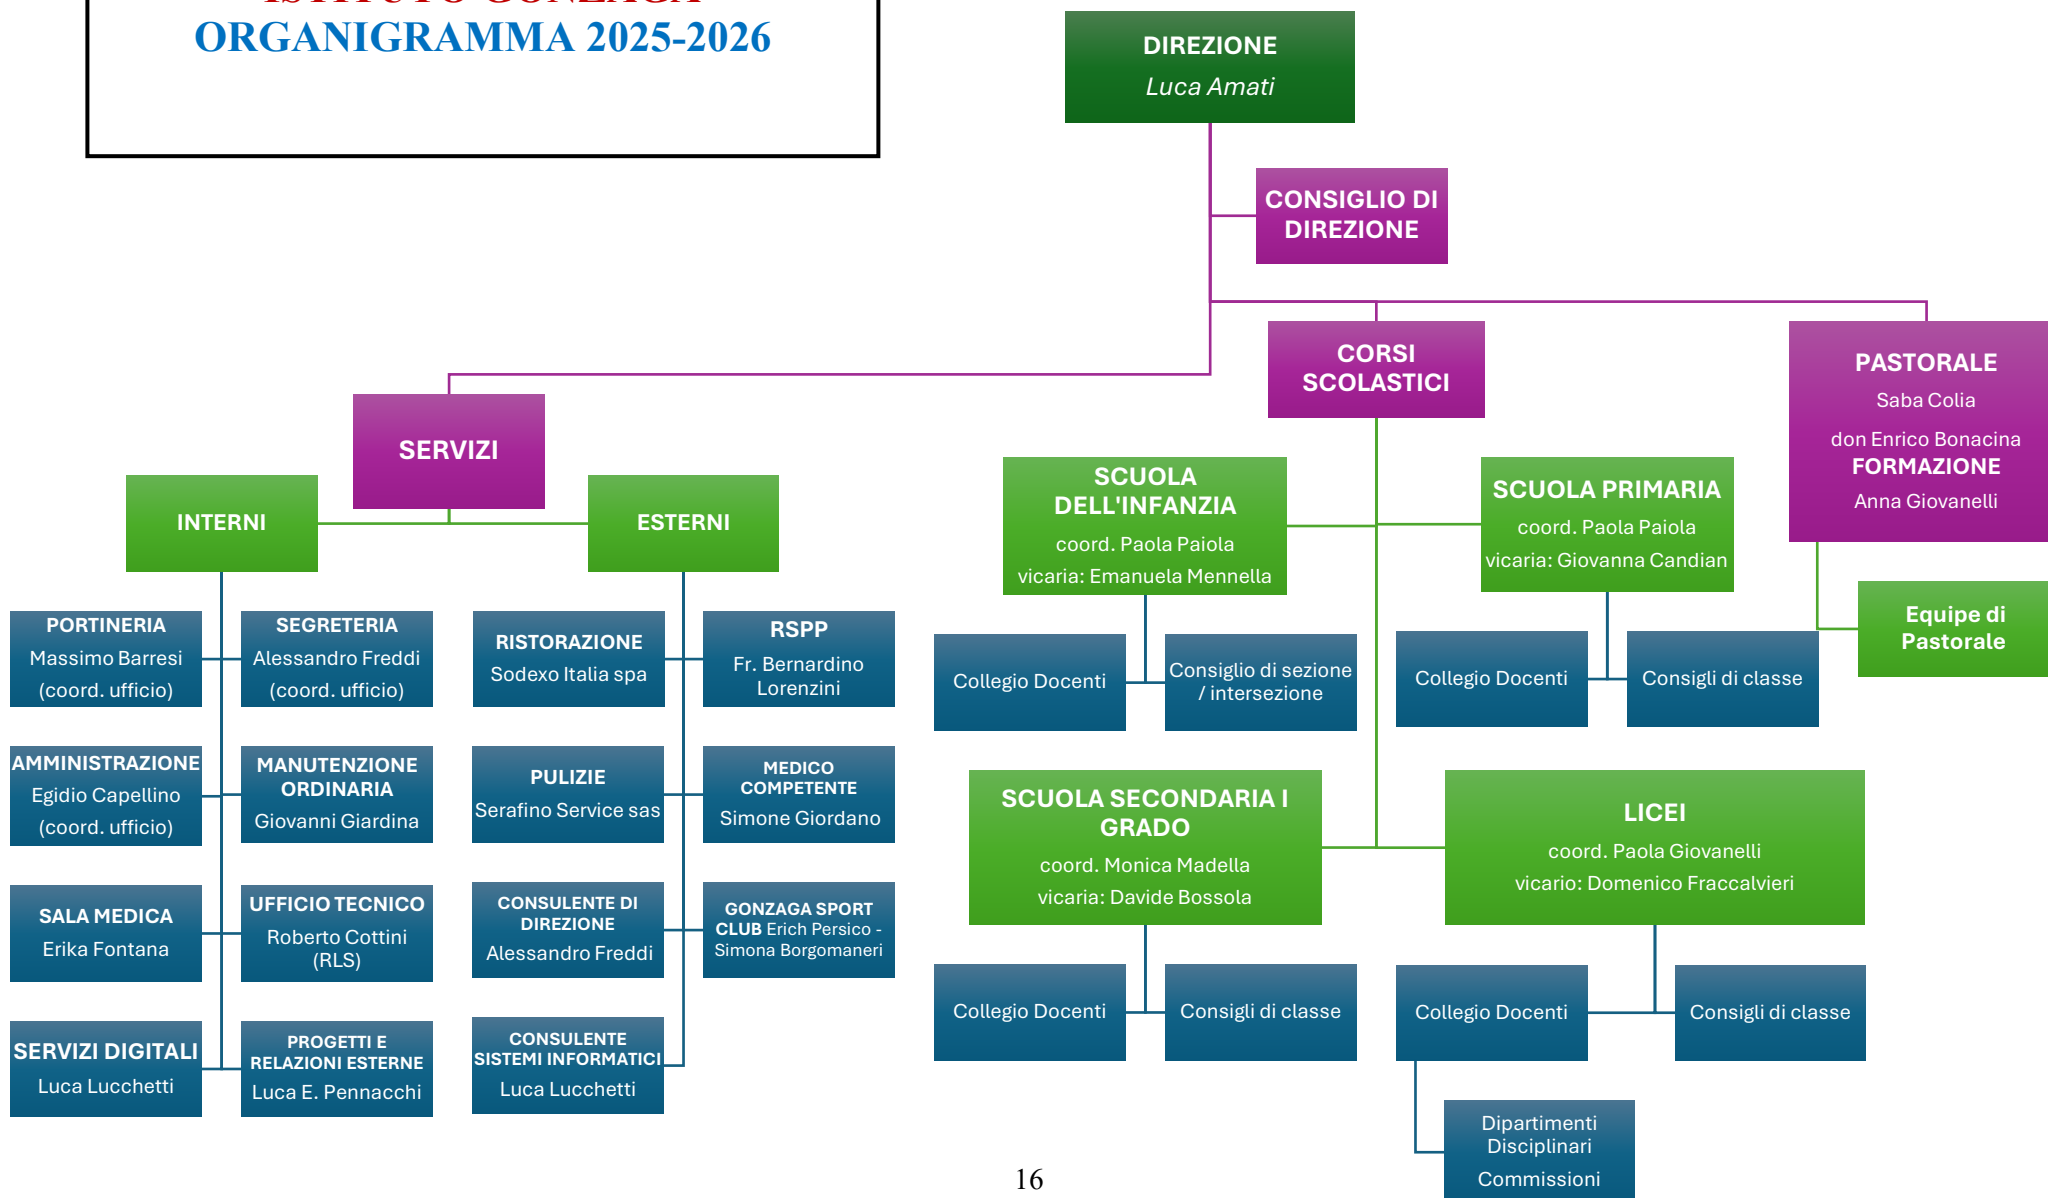 ISTITUTO GONZAGA
ORGANIGRAMMA 2025-2026
DIREZIONE
Luca Amati
CONSIGLIO DI
DIREZIONE
SERVIZI
CORSI
SCOLASTICI
PASTORALE
Saba Colia
don Enrico Bonacina
FORMAZIONE
Anna Giovanelli
Equipe di
Pastorale
INTERNI
ESTERNI
PORTINERIA
Massimo Barresi
(coord. ufficio)
SEGRETERIA
Alessandro Freddi
(coord. ufficio)
AMMINISTRAZIONE
Egidio Capellino
(coord. ufficio)
MANUTENZIONE
ORDINARIA
Giovanni Giardina
SALA MEDICA
Erika Fontana
UFFICIO TECNICO
Roberto Cottini
(RLS)
SERVIZI DIGITALI
Luca Lucchetti
PROGETTI E
RELAZIONI ESTERNE
Luca E. Pennacchi
RISTORAZIONE
Sodexo Italia spa
RSPP
Fr. Bernardino
Lorenzini
PULIZIE
Serafino Service sas
MEDICO
COMPETENTE
Simone Giordano
CONSULENTE DI
DIREZIONE
Alessandro Freddi
GONZAGA SPORT
CLUB Erich Persico -
Simona Borgomaneri
CONSULENTE
SISTEMI INFORMATICI
Luca Lucchetti
SCUOLA
DELL'INFANZIA
coord. Paola Paiola
vicaria: Emanuela Mennella
Collegio Docenti
Consiglio di sezione
/ intersezione
SCUOLA PRIMARIA
coord. Paola Paiola
vicaria: Giovanna Candian
Collegio Docenti
Consigli di classe
SCUOLA SECONDARIA I
GRADO
coord. Monica Madella
vicaria: Davide Bossola
Collegio Docenti
Consigli di classe
LICEI
coord. Paola Giovanelli
vicario: Domenico Fraccalvieri
Collegio Docenti
Consigli di classe
Dipartimenti
Disciplinari
Commissioni
16